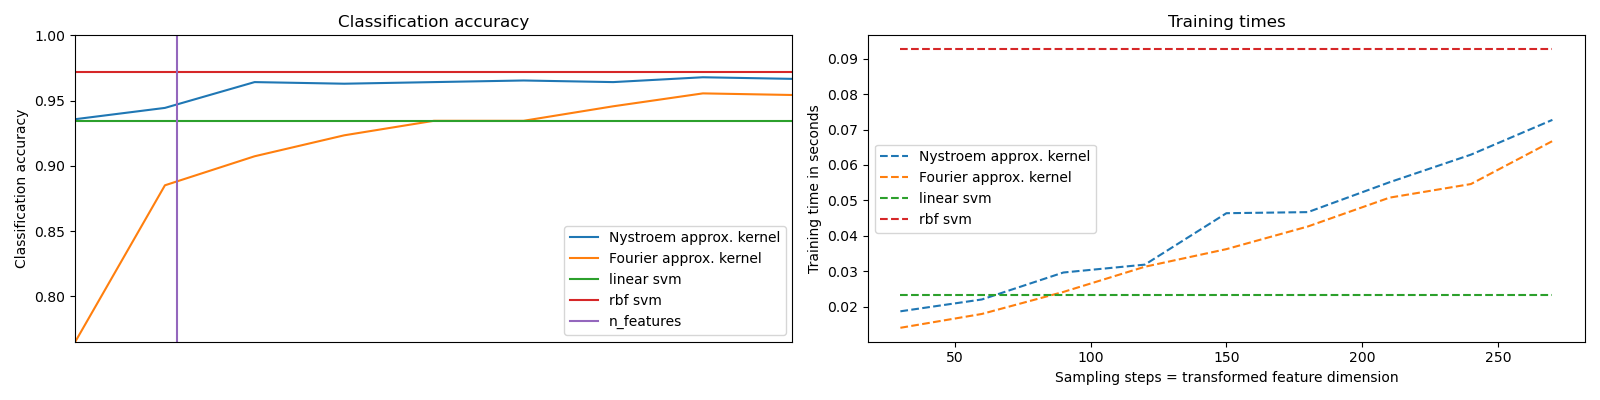 Classification accuracy
Classification accuracy
1.00
0.95
0.90
0.85
0.80
Nystroem approx. kernel
Fourier approx. kernel
linear svm
rbf svm
n_features
Training times
Training time in seconds
0.09
0.08
0.07
0.06
0.05
0.04
0.03
0.02
Nystroem approx. kernel
Fourier approx. kernel
linear svm
rbf svm
50 100 150 200 250
Sampling steps = transformed feature dimension